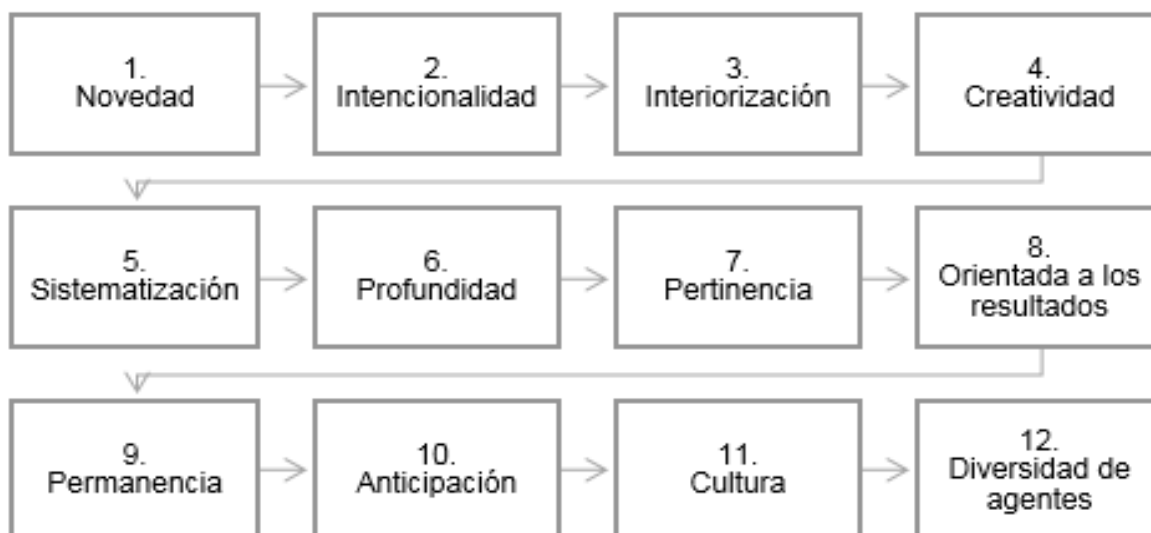 1.
Novedad
2.
Intencionalidad
3.
Interiorización
4.
Creatividad
5.
Sistematización
6.
Profundidad
7.
Pertinencia
8.
Orientada a los
resultados
9.
Permanencia
10.
Anticipación
11.
Cultura
12.
Diversidad de
agentes